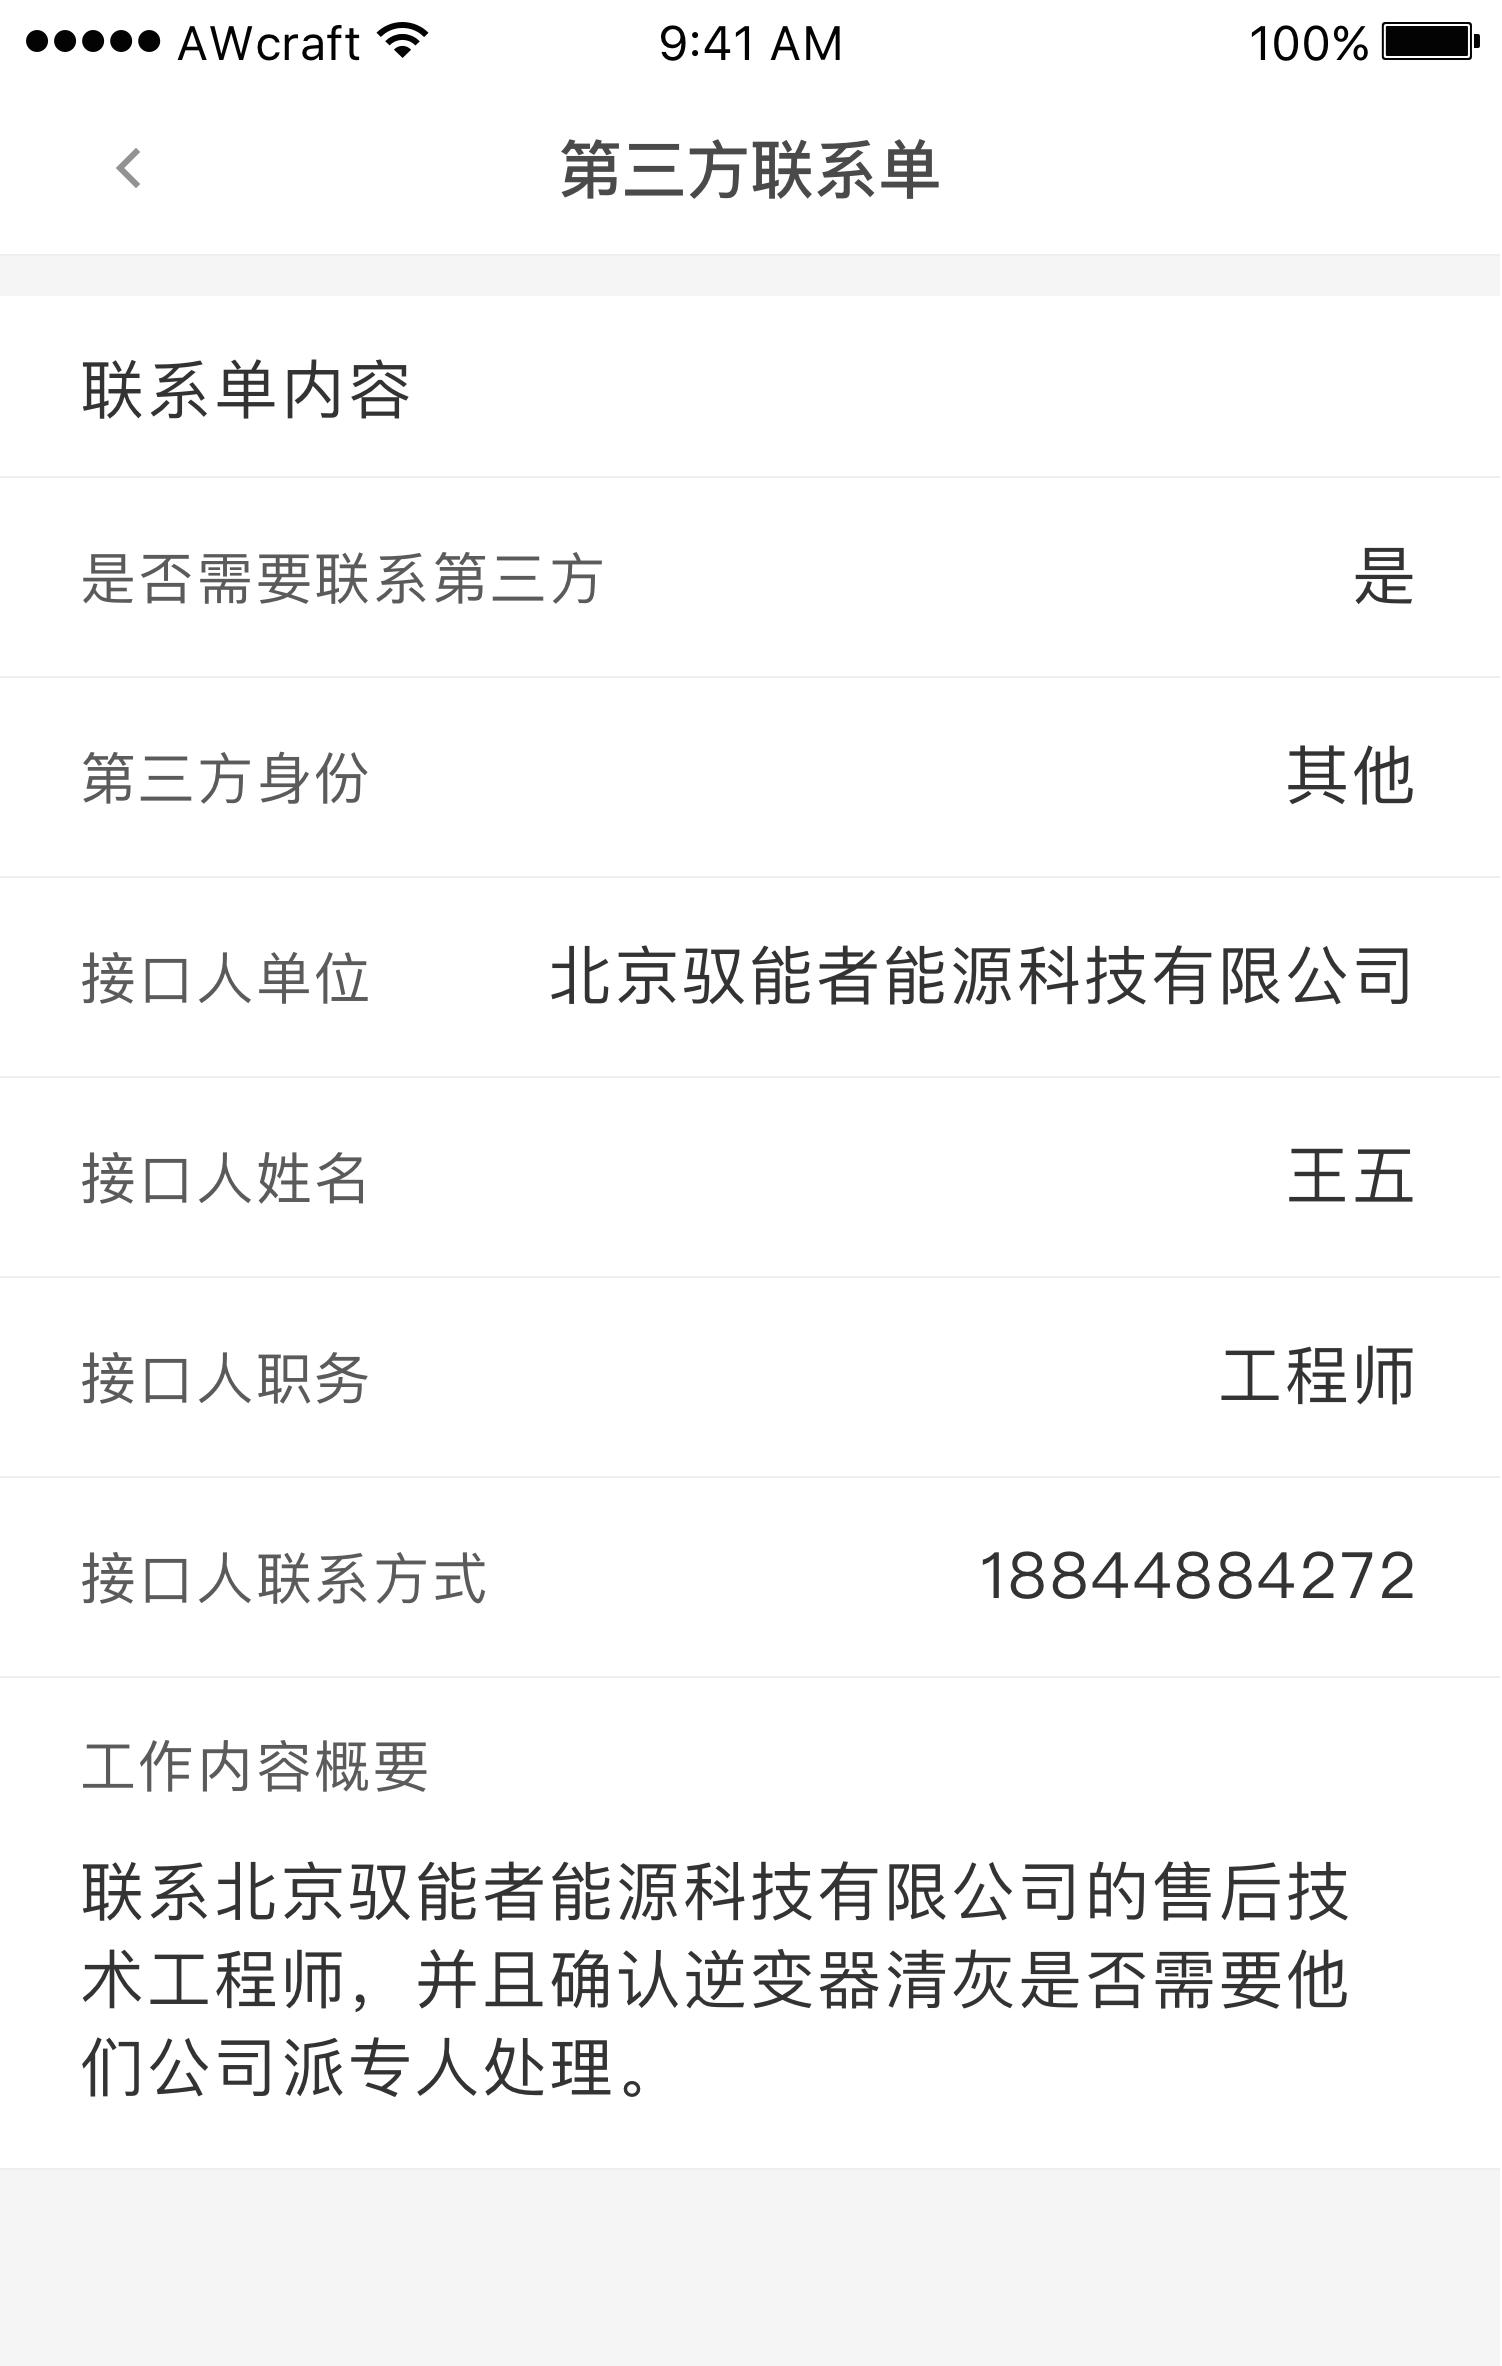 AWcraft 9:41 AM 100%
第三方联系单
联系单内容
是否需要联系第三方 是
第三方身份 其他
接口人单位 北京驭能者能源科技有限公司
接口人姓名 王五
接口人职务 工程师
接口人联系方式 18844884272
工作内容概要
联系北京驭能者能源科技有限公司的售后技
术工程师，并且确认逆变器清灰是否需要他
们公司派专人处理。